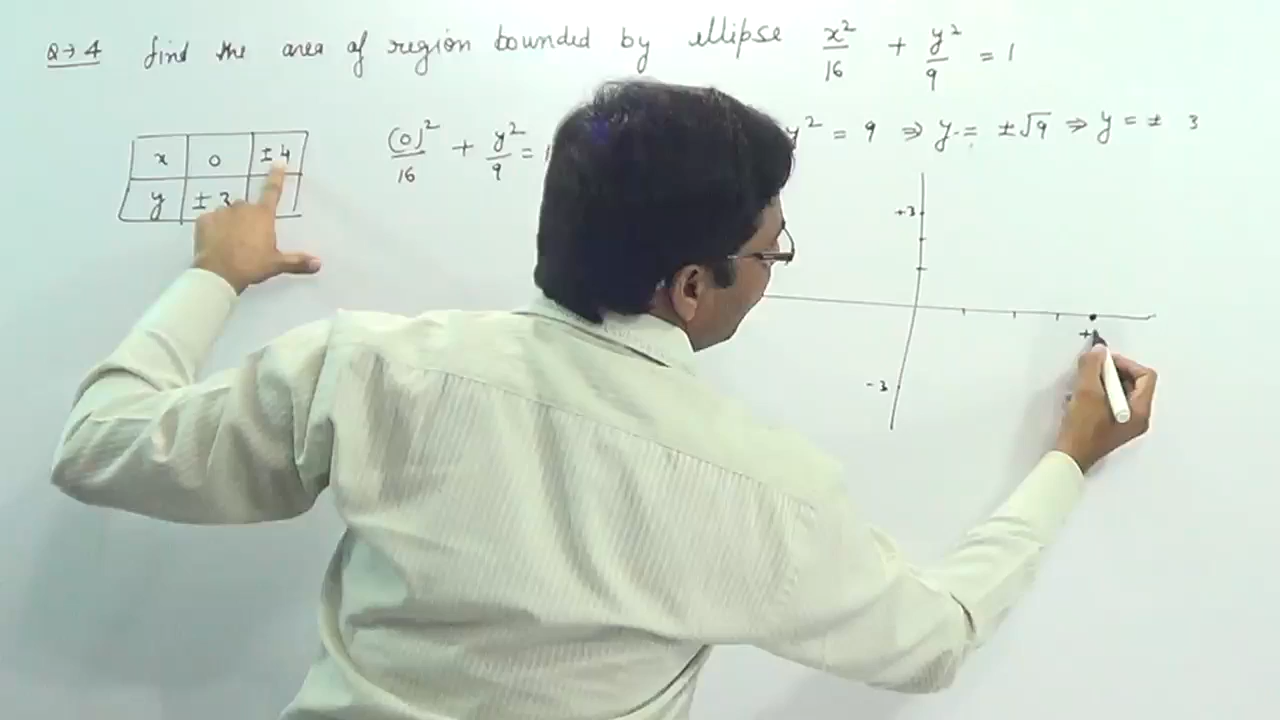 Q→4 find the area of region bounded by ellipse x²/16 + y²/9 = 1
x 0 ±4
y ±3
(0)²/16 + y²/9 = 1 y² = 9 ⇒ y = ±√9 ⇒ y = ± 3
+3
-3